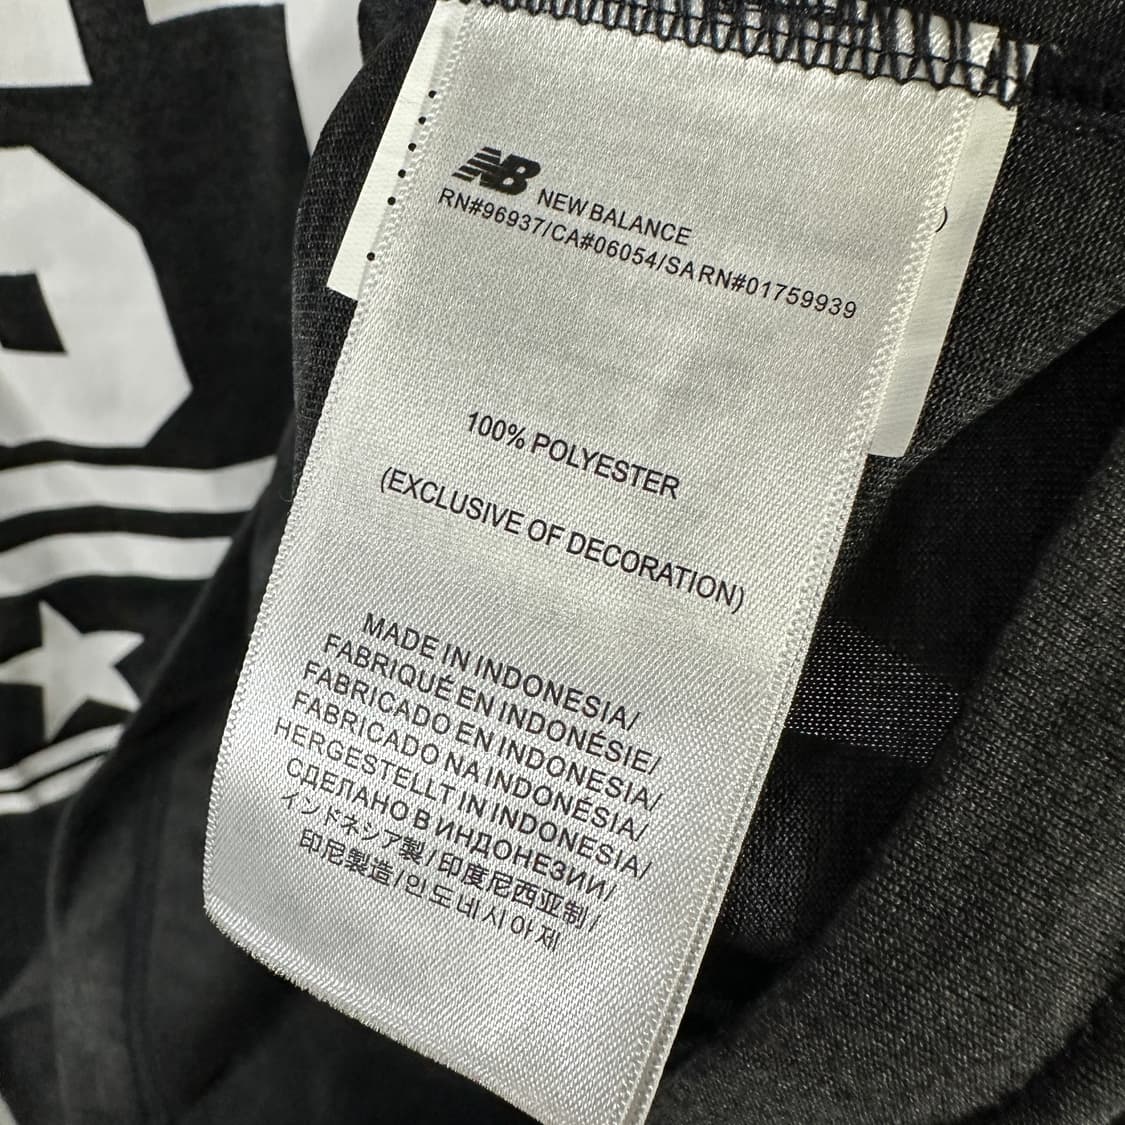 NB NEW BALANCE
RN#96937/CA#06054/SARN#01759939
100% POLYESTER
(EXCLUSIVE OF DECORATION)
MADE IN INDONESIA/
FABRIQUÉ EN INDONÉSIE/
FABRICADO EN INDONESIA/
FABRICADO NA INDONÉSIA/
HERGESTELLT IN INDONESIA/
СДЕЛАНО В ИНДОНЕЗИИ/
インドネシア製/印度尼西亚制/
印尼製造/인도네시아제